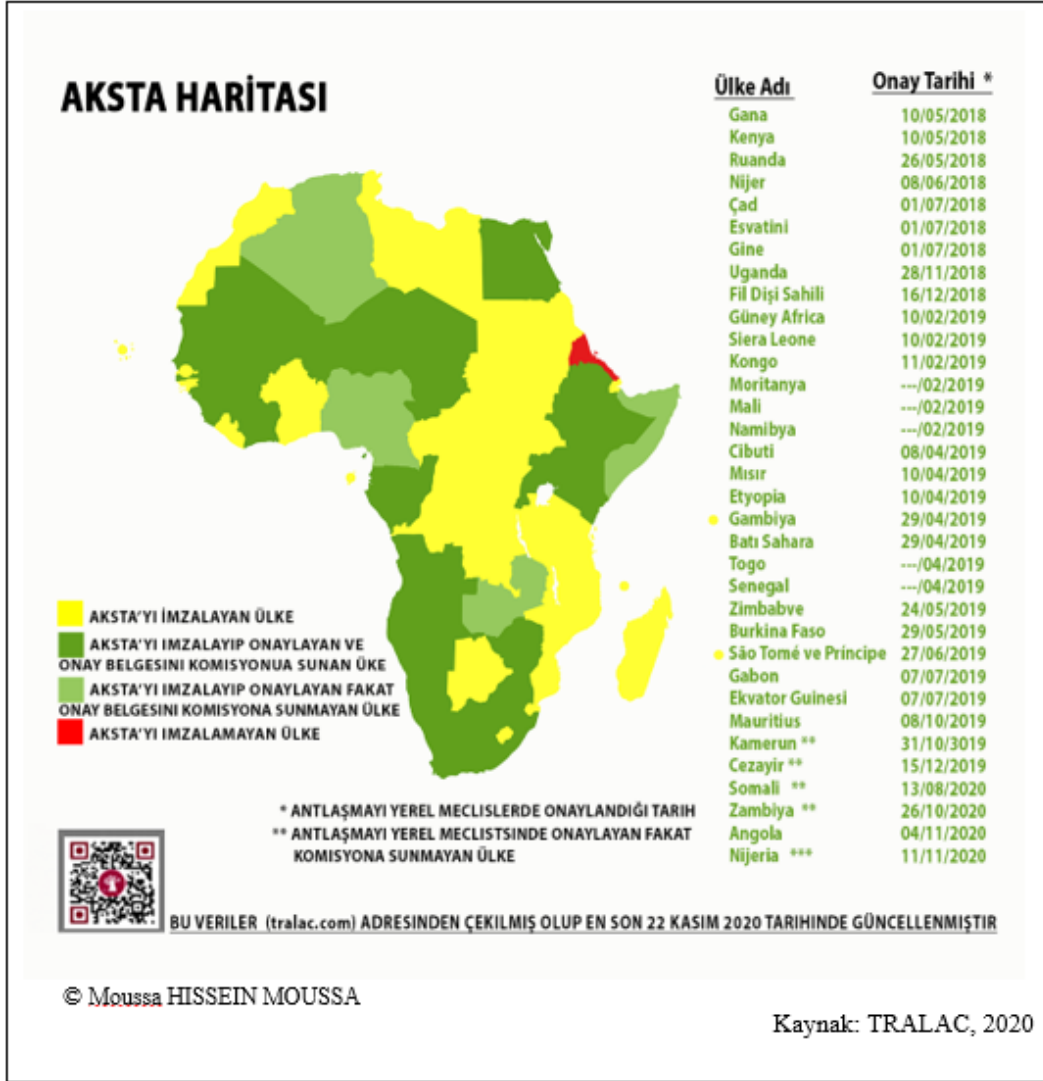 AKSTA HARİTASI
Ülke Adı Onay Tarihi *
Gana 10/05/2018
Kenya 10/05/2018
Ruanda 26/05/2018
Nijer 08/06/2018
Çad 01/07/2018
Esvatini 01/07/2018
Gine 01/07/2018
Uganda 28/11/2018
Fil Dişi Sahili 16/12/2018
Güney Africa 10/02/2019
Siera Leone 10/02/2019
Kongo 11/02/2019
Moritanya ---/02/2019
Mali ---/02/2019
Namibya ---/02/2019
Cibuti 08/04/2019
Mısır 10/04/2019
Etyopia 10/04/2019
Gambiya 29/04/2019
Batı Sahara 29/04/2019
Togo ---/04/2019
Senegal ---/04/2019
Zimbabve 24/05/2019
Burkina Faso 29/05/2019
São Tomé ve Príncipe 27/06/2019
Gabon 07/07/2019
Ekvator Guinesi 07/07/2019
Mauritius 08/10/2019
Kamerun ** 31/10/3019
Cezayir ** 15/12/2019
Somali ** 13/08/2020
Zambiya ** 26/10/2020
Angola 04/11/2020
Nijeria *** 11/11/2020
AKSTA'YI İMZALAYAN ÜLKE
AKSTA'YI IMZALAYIP ONAYLAYAN VE
ONAY BELGESINI KOMISYONUA SUNAN ÜKE
AKSTA'YI IMZALAYIP ONAYLAYAN FAKAT
ONAY BELGESINI KOMISYONA SUNMAYAN ÜLKE
AKSTA'YI IMZALAMAYAN ÜLKE
* ANTLAŞMAYI YEREL MECLISLERDE ONAYLANDIĞI TARIH
** ANTLAŞMAYI YEREL MECLISTSINDE ONAYLAYAN FAKAT
KOMISYONA SUNMAYAN ÜLKE
BU VERILER (tralac.com) ADRESINDEN ÇEKILMIŞ OLUP EN SON 22 KASIM 2020 TARIHINDE GÜNCELLENMIŞTIR
© Moussa HISSEIN MOUSSA
Kaynak: TRALAC, 2020